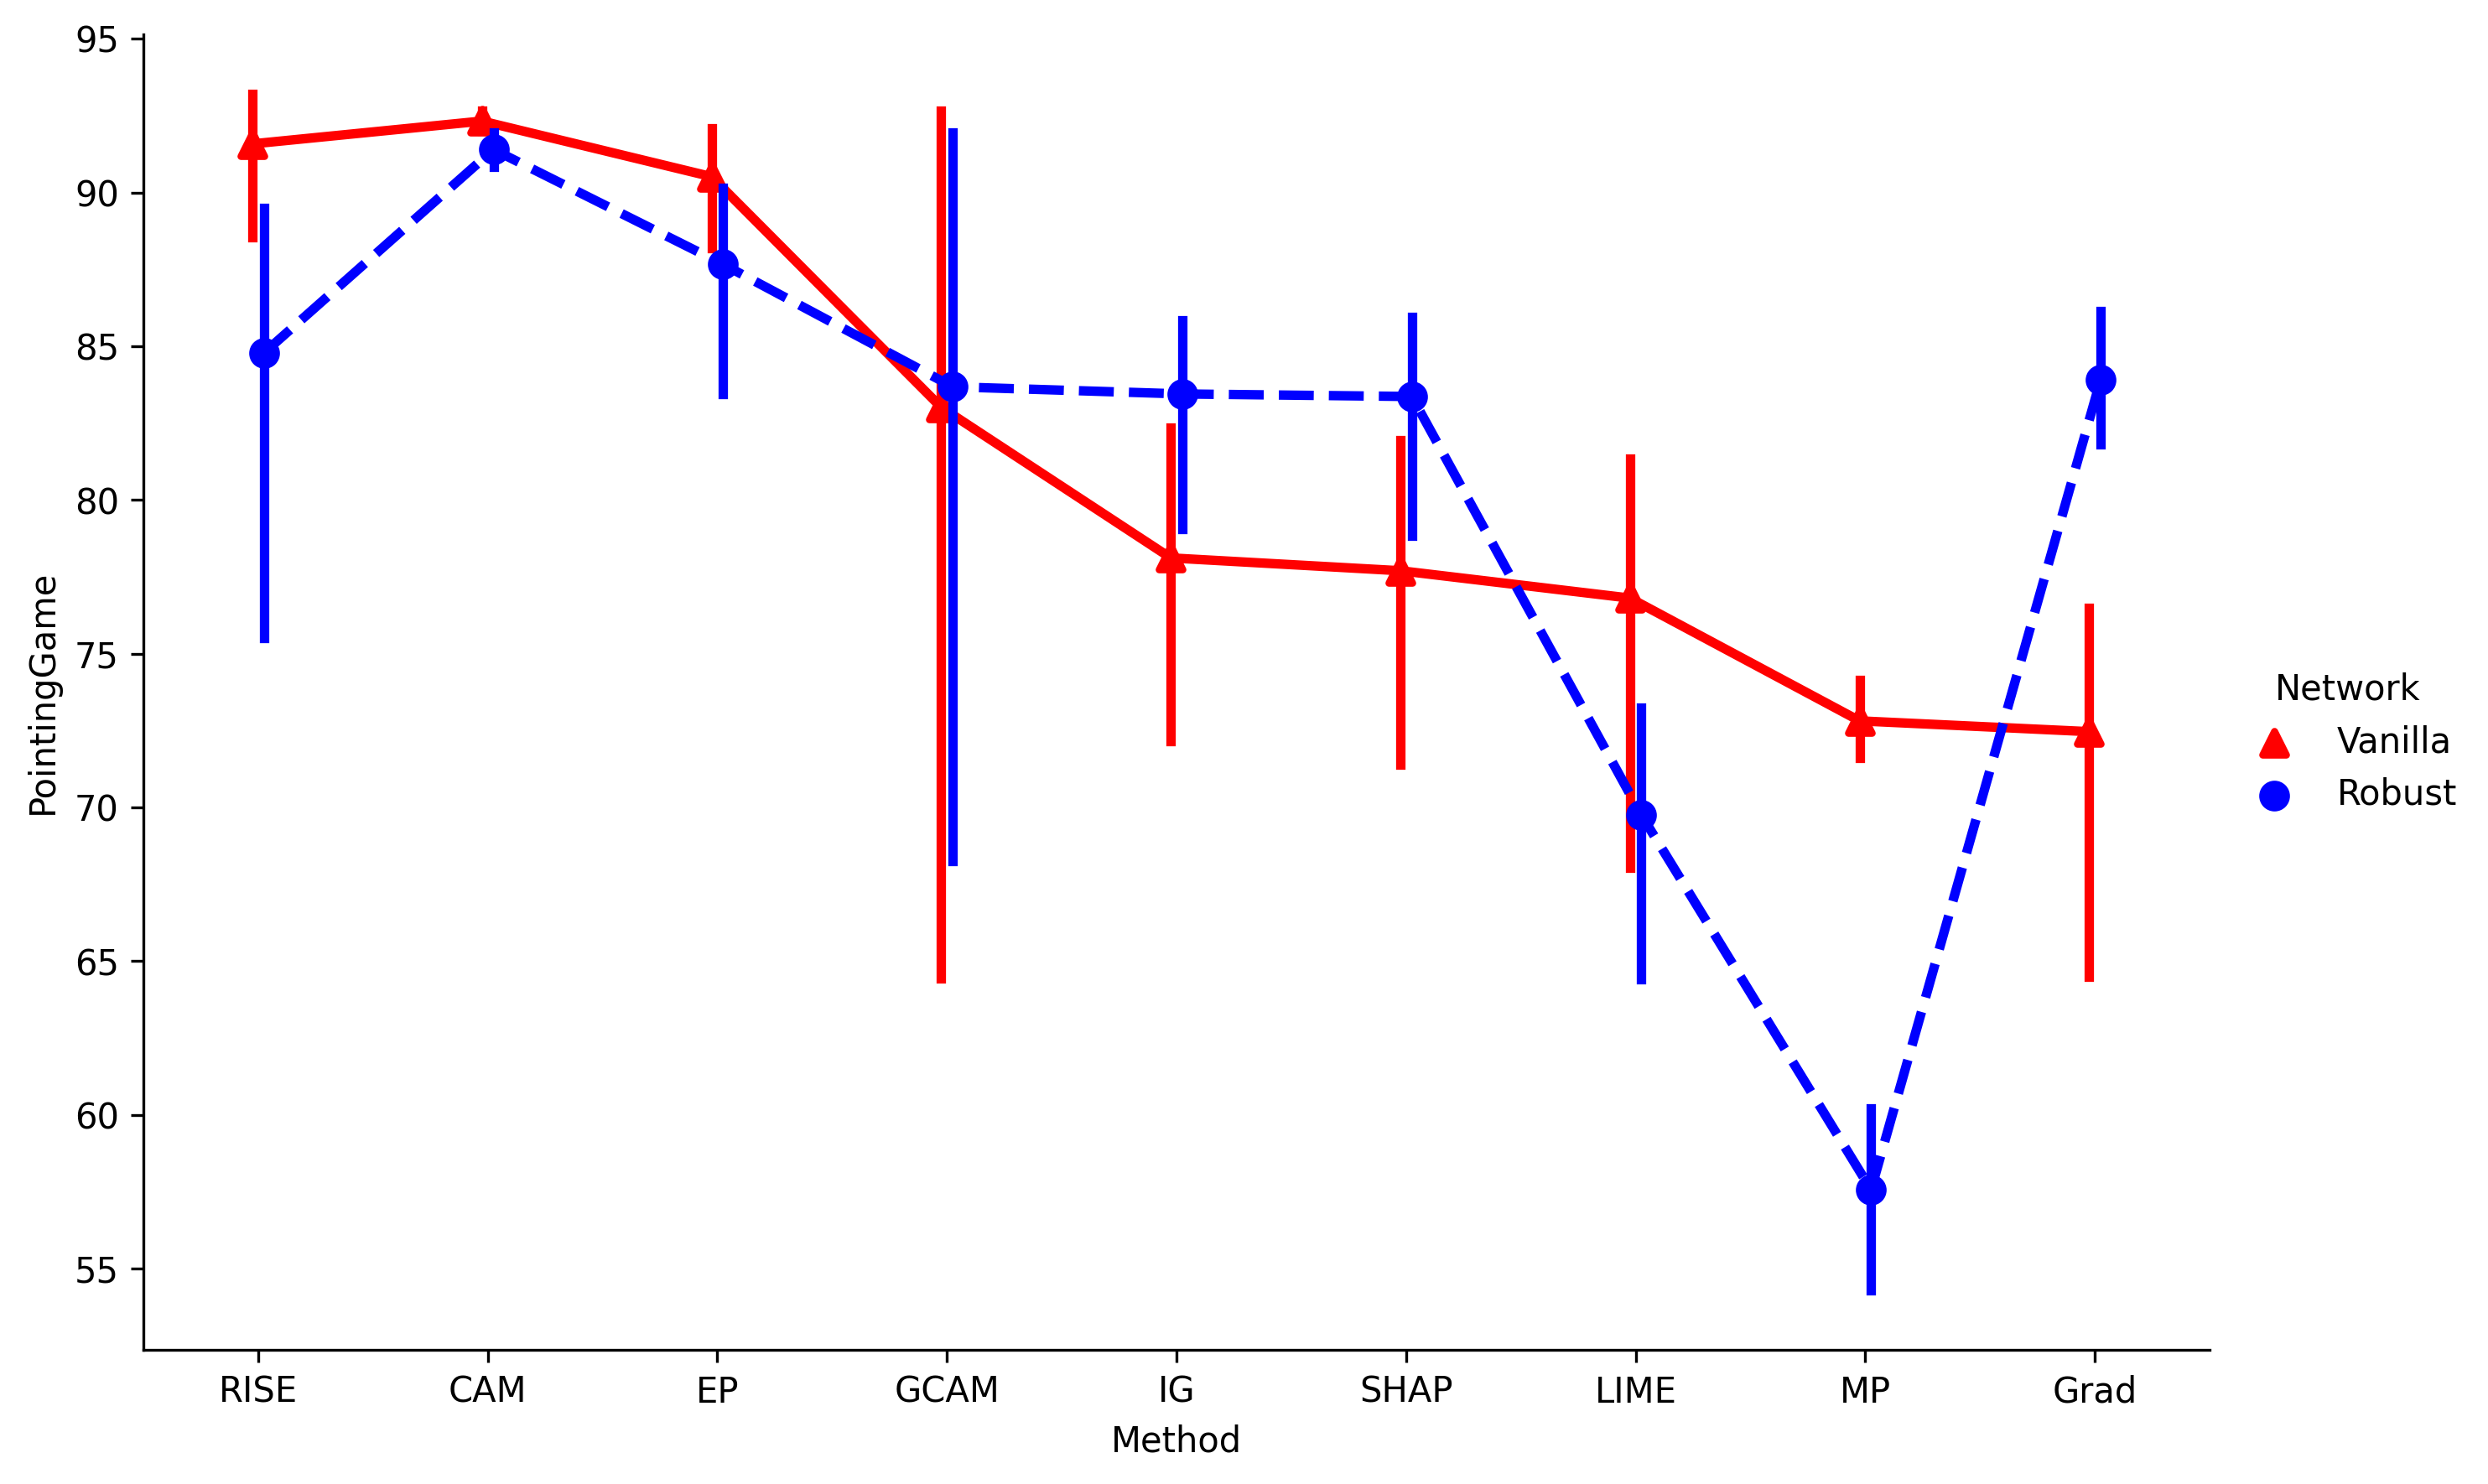 95
90
85
80
75
70
65
60
55
PointingGame
RISE CAM EP GCAM IG SHAP LIME MP Grad
Method
Network
Vanilla
Robust